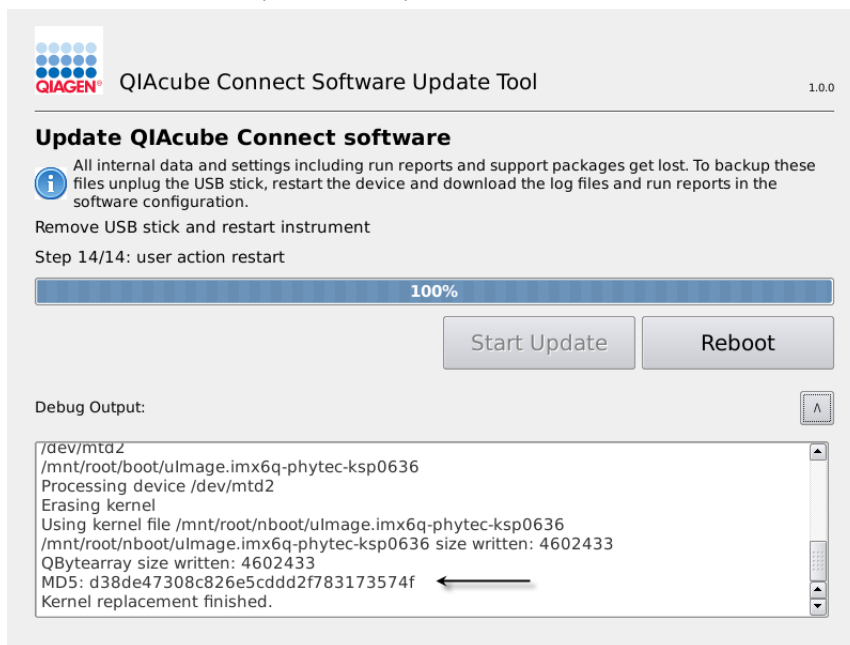 QIAGEN®
QIAcube Connect Software Update Tool
1.0.0
Update QIAcube Connect software
All internal data and settings including run reports and support packages get lost. To backup these
files unplug the USB stick, restart the device and download the log files and run reports in the
software configuration.
Remove USB stick and restart instrument
Step 14/14: user action restart
100%
Start Update
Reboot
Debug Output:
/dev/mtd2
/mnt/root/boot/uImage.imx6q-phytec-ksp0636
Processing device /dev/mtd2
Erasing kernel
Using kernel file /mnt/root/nboot/uImage.imx6q-phytec-ksp0636
/mnt/root/nboot/uImage.imx6q-phytec-ksp0636 size written: 4602433
QBytearray size written: 4602433
MD5: d38de47308c826e5cddd2f783173574f
Kernel replacement finished.